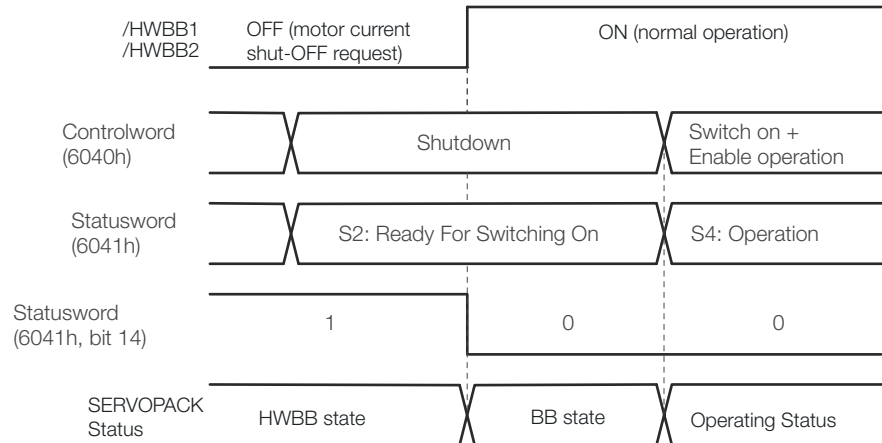 /HWBB1
/HWBB2
OFF (motor current
shut-OFF request)
ON (normal operation)
Controlword
(6040h)
Shutdown
Switch on +
Enable operation
Statusword
(6041h)
S2: Ready For Switching On
S4: Operation
Statusword
(6041h, bit 14)
1
0
0
SERVOPACK
Status
HWBB state
BB state
Operating Status